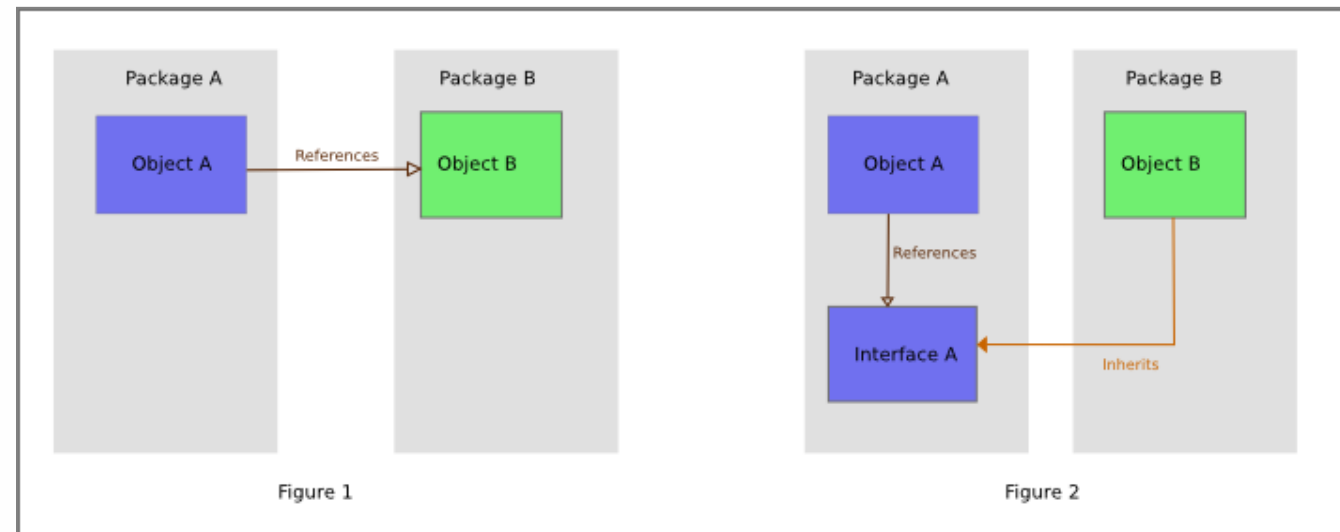 Package A
Package B
Object A
References
Object B
Figure 1
Package A
Package B
Object A
Object B
References
Interface A
Inherits
Figure 2